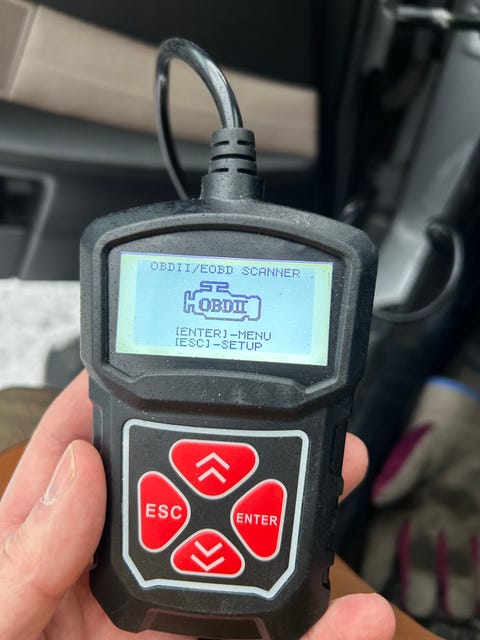 OBDII/EOBD SCANNER
OBDII
[ENTER]-MENU
[ESC]-SETUP
ESC
ENTER